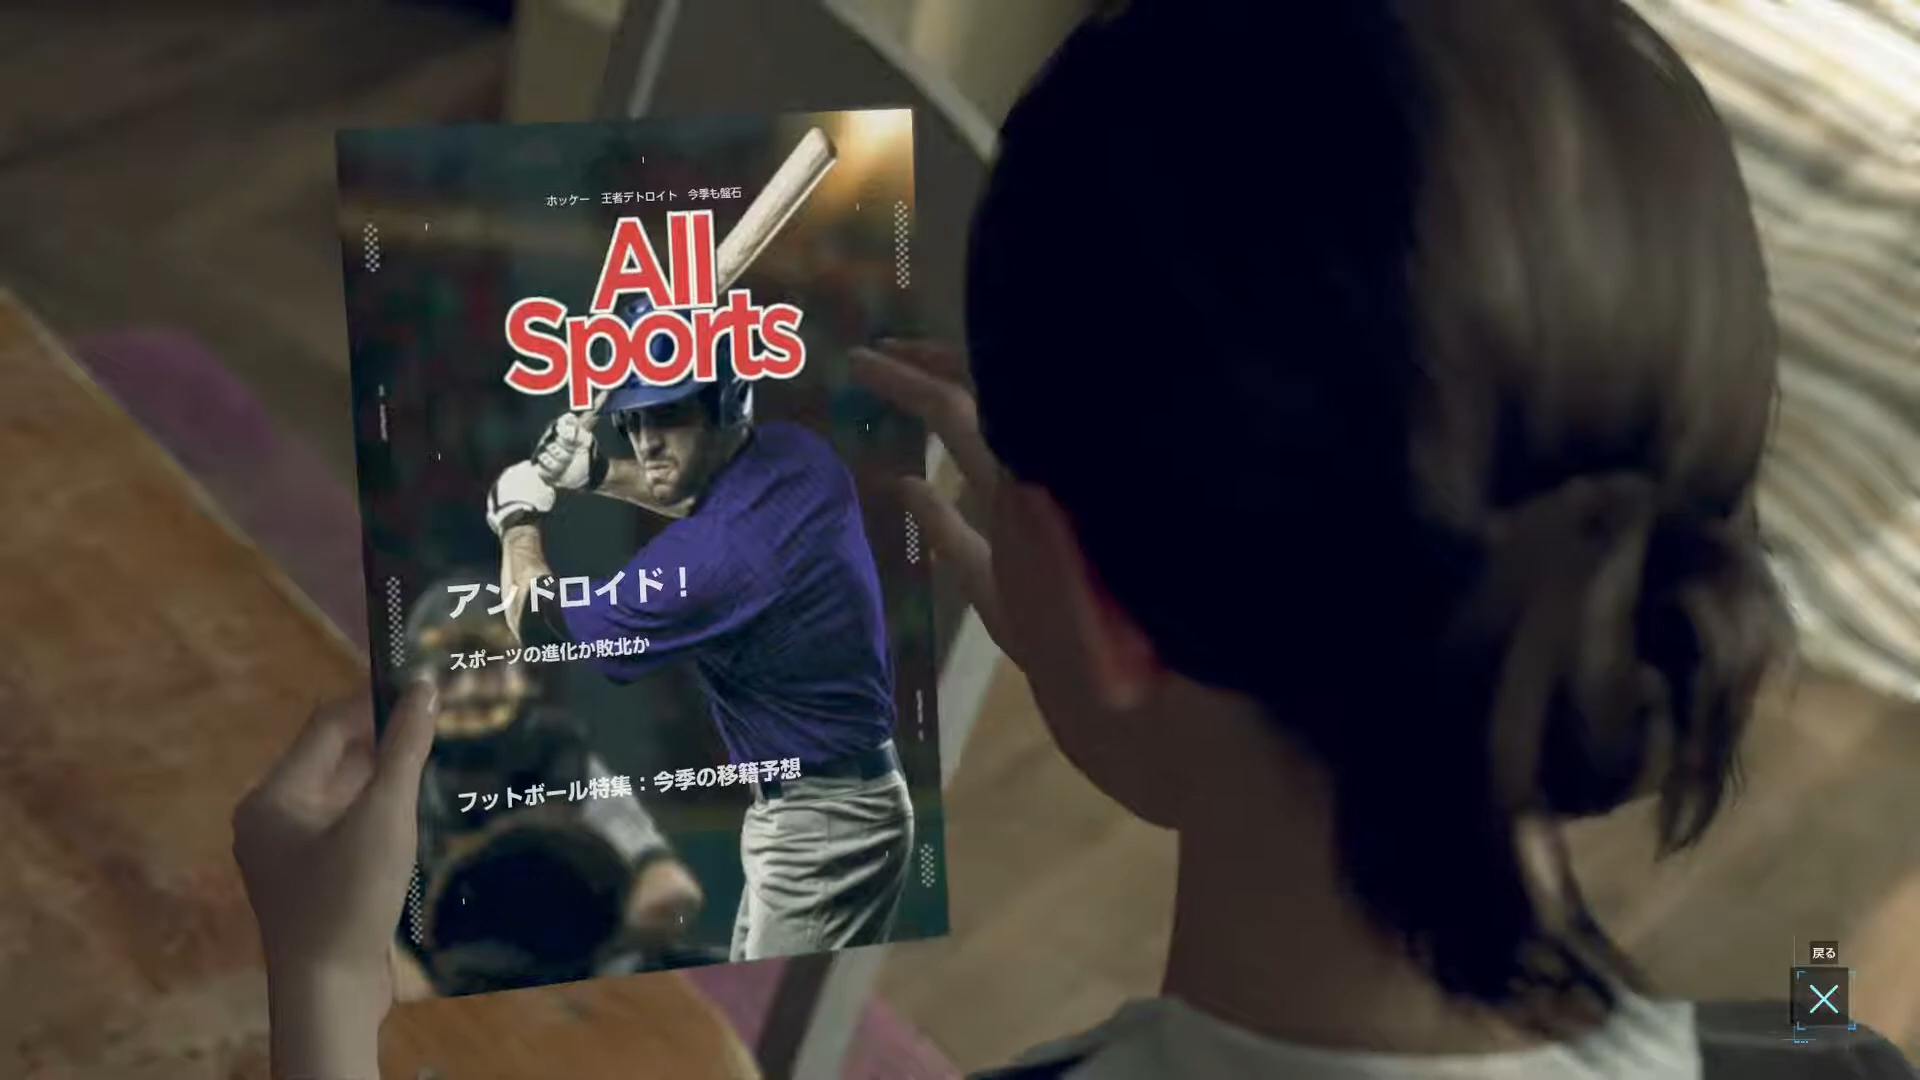 ホッケー 王者デトロイト 今季も盤石
All
Sports
アンドロイド！
スポーツの進化か敗北か
フットボール特集：今季の移籍予想
戻る